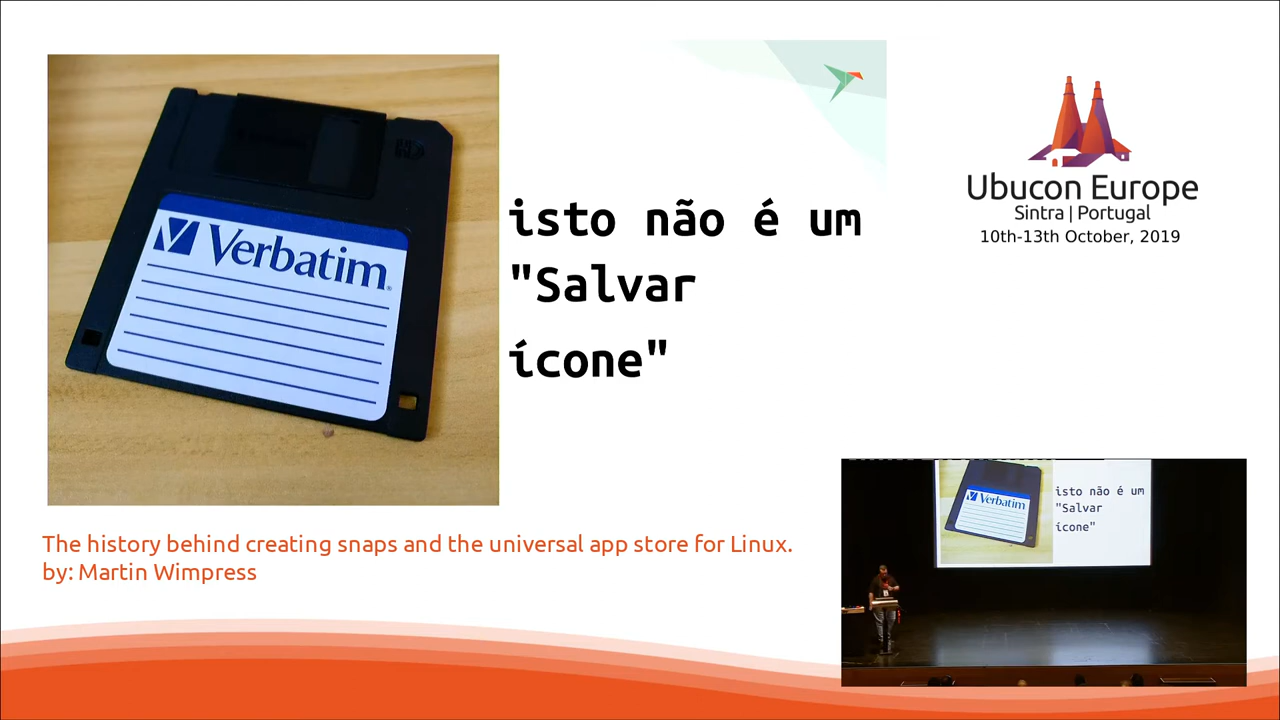 Verbatim
isto não é um
"Salvar
ícone"
Ubucon Europe
Sintra | Portugal
10th-13th October, 2019
The history behind creating snaps and the universal app store for Linux.
by: Martin Wimpress
Verbatim
isto não é um
"Salvar
ícone"